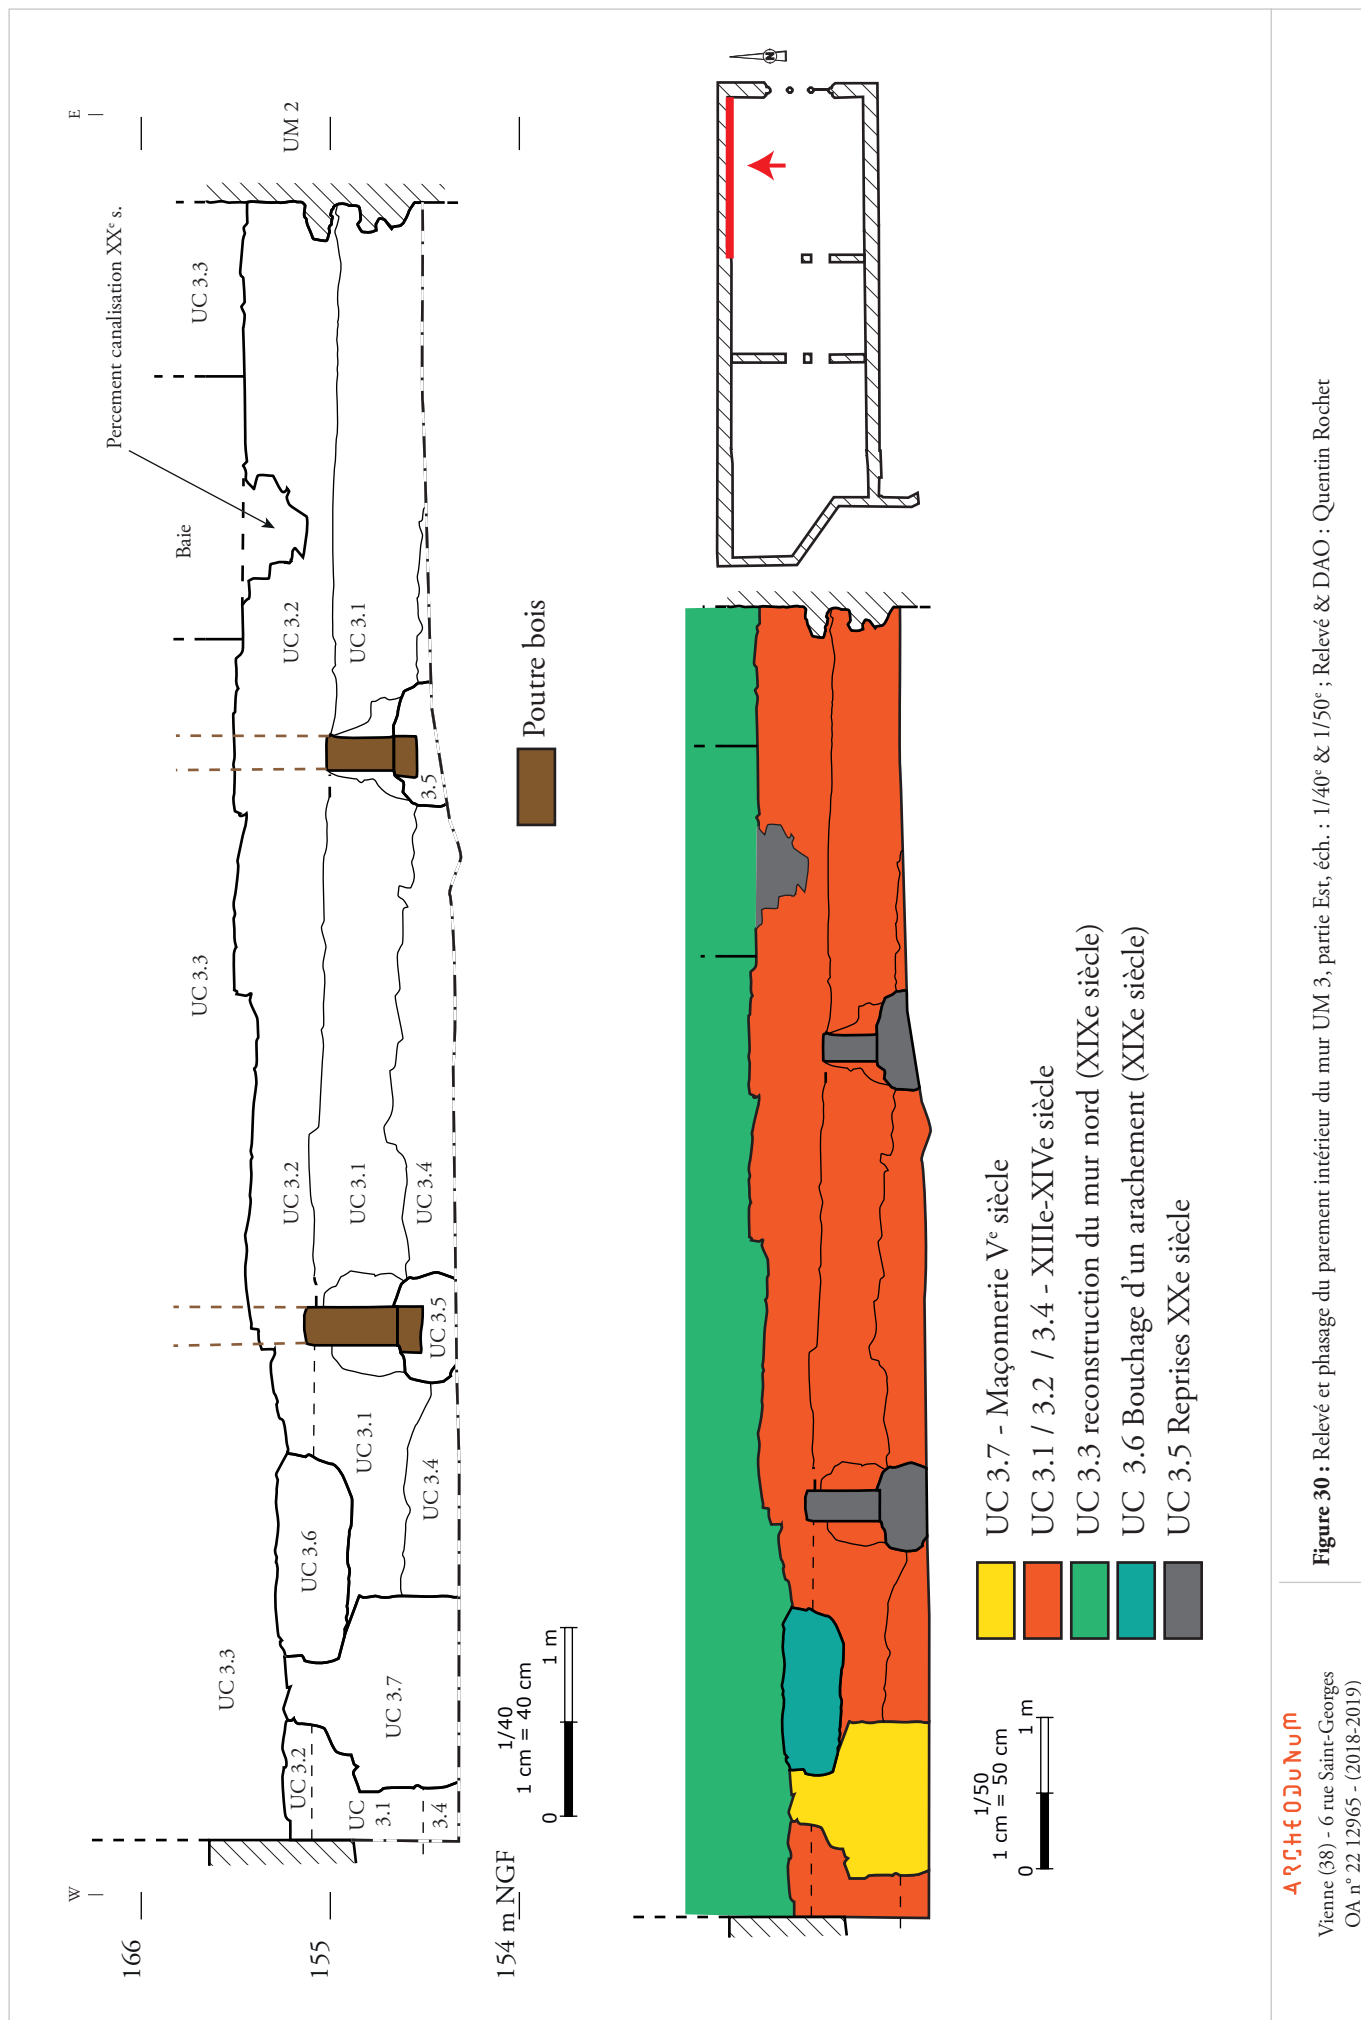 W
E
166
155
154 m NGF
UM 2
Percement canalisation XXe s.
Baie
UC 3.3
UC 3.3
UC 3.3
UC 3.2
UC 3.2
UC 3.2
UC 3.1
UC 3.1
UC 3.1
UC
3.1
3.4
UC 3.4
UC 3.4
UC 3.5
3.5
UC 3.6
UC 3.7
1/40
1 cm = 40 cm
0
1 m
Poutre bois
N
1/50
1 cm = 50 cm
0
1 m
UC 3.7 - Maçonnerie Ve siècle
UC 3.1 / 3.2 / 3.4 - XIIIe-XIVe siècle
UC 3.3 reconstruction du mur nord (XIXe siècle)
UC 3.6 Bouchage d'un arachement (XIXe siècle)
UC 3.5 Reprises XXe siècle
ARCHEODUNUM
Vienne (38) - 6 rue Saint-Georges
OA n° 22 12965 - (2018-2019)
Figure 30 : Relevé et phasage du parement intérieur du mur UM 3, partie Est, éch. : 1/40e & 1/50e ; Relevé & DAO : Quentin Rochet